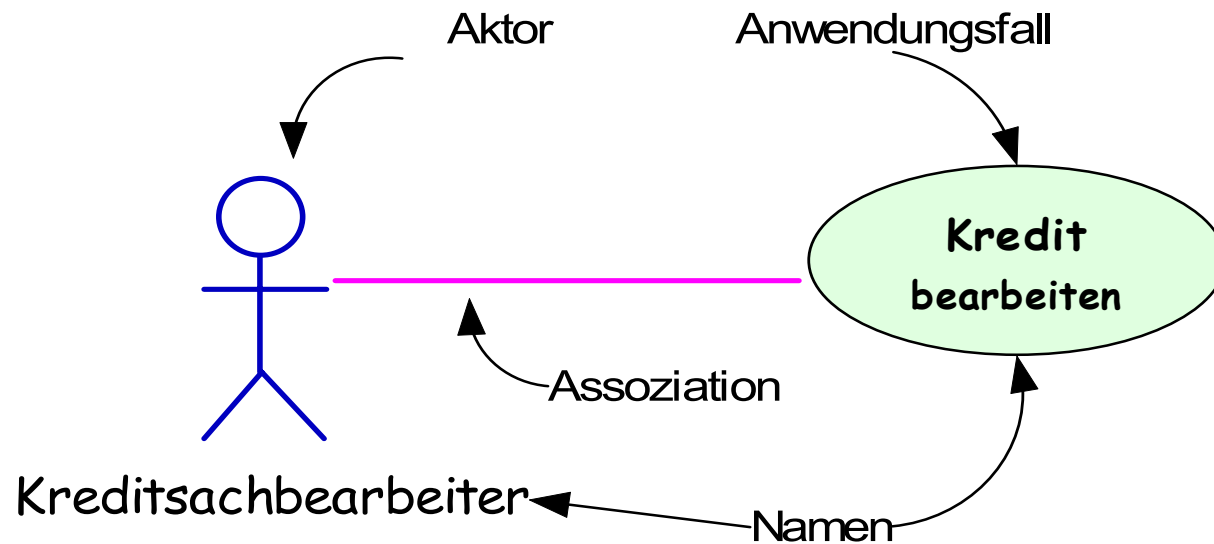 Aktor
Anwendungsfall
Kredit
bearbeiten
Assoziation
Kreditsachbearbeiter
Namen